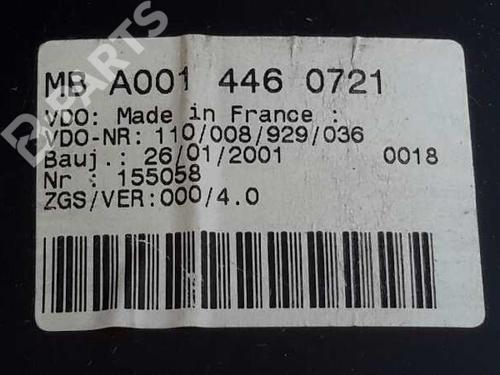 B PARTS
MB A001 446 0721
VDO: Made in France :
VDO-NR: 110/008/929/036
Bauj.: 26/01/2001 0018
Nr : 155058
ZGS/VER:000/4.0